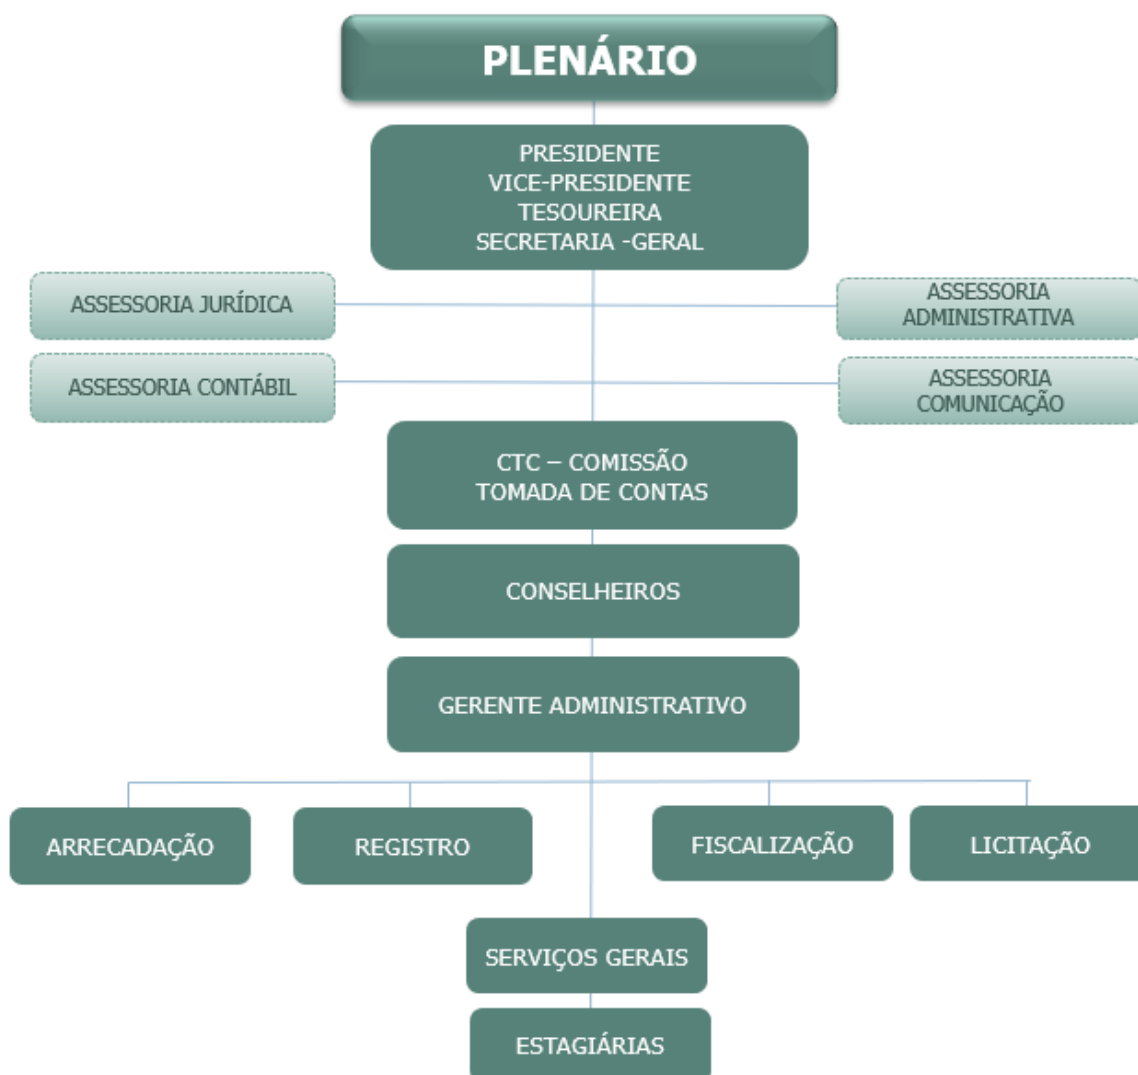 PLENÁRIO
PRESIDENTE
VICE-PRESIDENTE
TESOUREIRA
SECRETARIA -GERAL
ASSESSORIA JURÍDICA
ASSESSORIA
ADMINISTRATIVA
ASSESSORIA CONTÁBIL
ASSESSORIA
COMUNICAÇÃO
CTC – COMISSÃO
TOMADA DE CONTAS
CONSELHEIROS
GERENTE ADMINISTRATIVO
ARRECADAÇÃO
REGISTRO
FISCALIZAÇÃO
LICITAÇÃO
SERVIÇOS GERAIS
ESTAGIÁRIAS